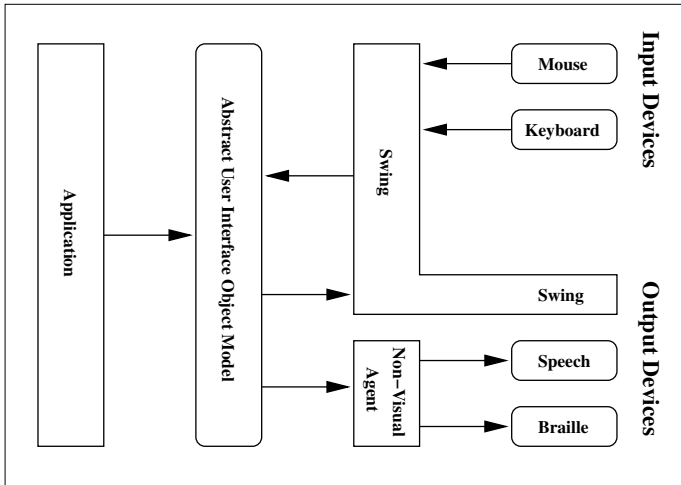 Input Devices
Mouse
Keyboard
Swing
Swing
Output Devices
Abstract User Interface Object Model
Application
Non−Visual
Agent
Speech
Braille